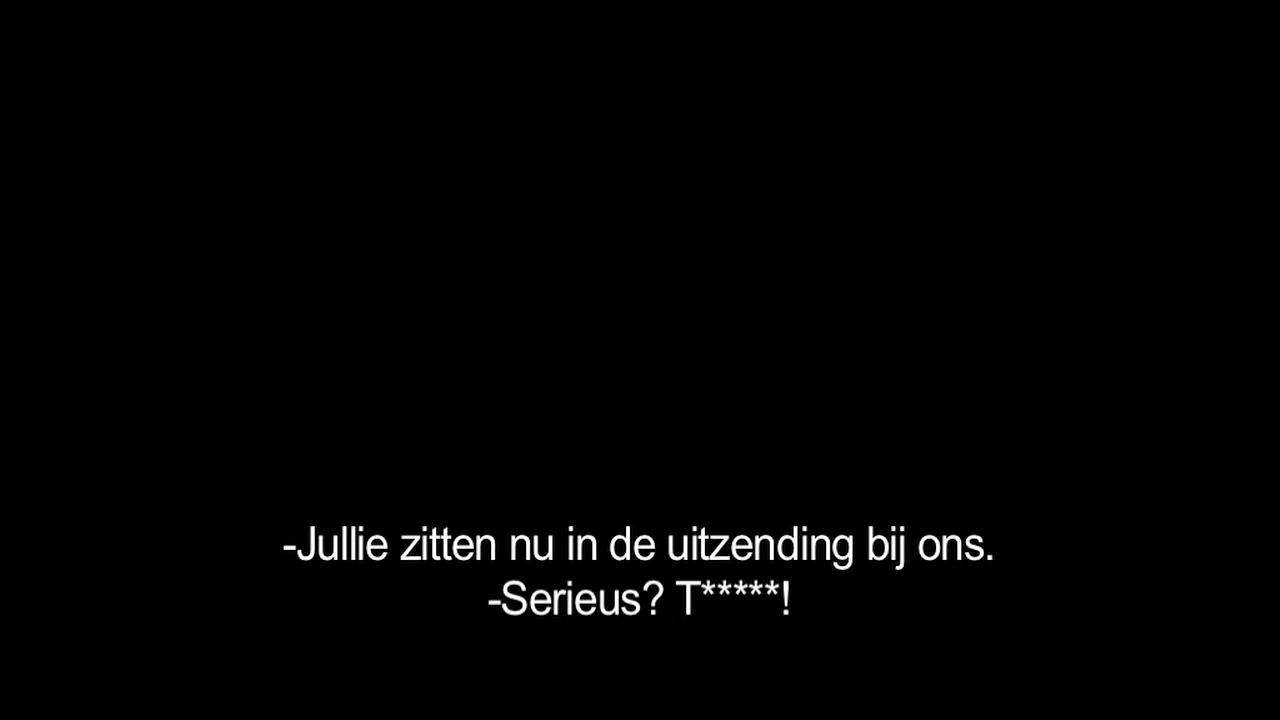 -Jullie zitten nu in de uitzending bij ons.
-Serieus? T*****!